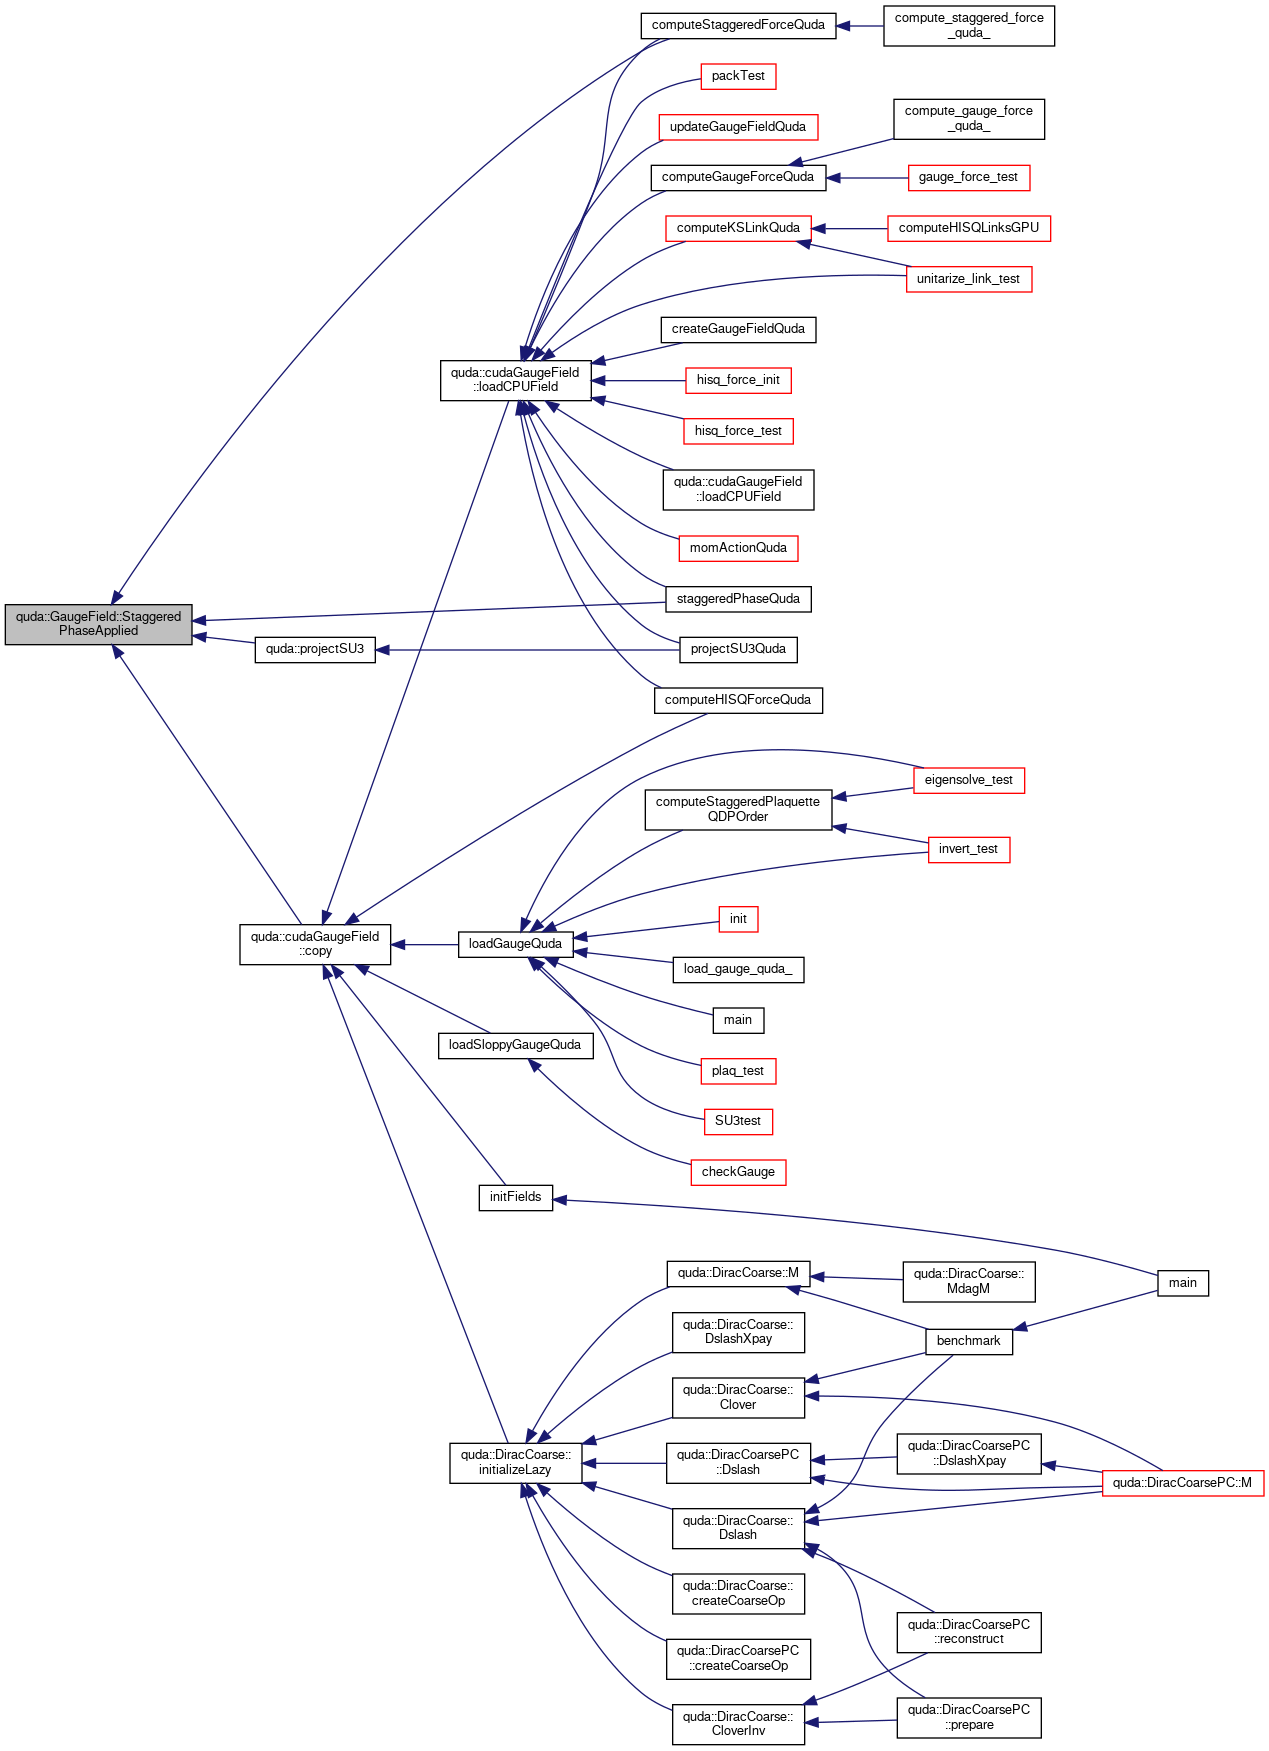 computeStaggeredForceQuda
compute_staggered_force
_quda_
packTest
updateGaugeFieldQuda
compute_gauge_force
_quda_
computeGaugeForceQuda
gauge_force_test
computeKSLinkQuda
computeHISQLinksGPU
unitarize_link_test
createGaugeFieldQuda
quda::cudaGaugeField
::loadCPUField
hisq_force_init
hisq_force_test
quda::cudaGaugeField
::loadCPUField
momActionQuda
staggeredPhaseQuda
quda::GaugeField::Staggered
PhaseApplied
quda::projectSU3
projectSU3Quda
computeHISQForceQuda
eigensolve_test
computeStaggeredPlaquette
QDPOrder
invert_test
init
quda::cudaGaugeField
::copy
loadGaugeQuda
load_gauge_quda_
main
loadSloppyGaugeQuda
plaq_test
SU3test
checkGauge
initFields
quda::DiracCoarse::M
quda::DiracCoarse::
MdagM
main
quda::DiracCoarse::
DslashXpay
benchmark
quda::DiracCoarse::
Clover
quda::DiracCoarse::
initializeLazy
quda::DiracCoarsePC
::Dslash
quda::DiracCoarsePC
::DslashXpay
quda::DiracCoarsePC::M
quda::DiracCoarse::
Dslash
quda::DiracCoarse::
createCoarseOp
quda::DiracCoarsePC
::reconstruct
quda::DiracCoarsePC
::createCoarseOp
quda::DiracCoarse::
CloverInv
quda::DiracCoarsePC
::prepare